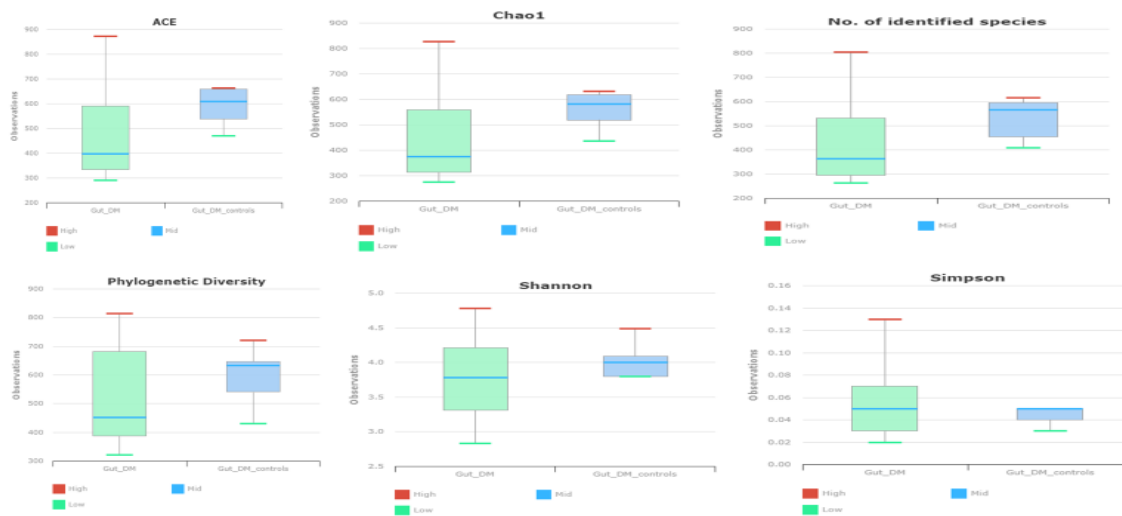 ACE
900
800
700
600
500
400
300
200
Observations
Gut_DM
Gut_DM_controls
High
Mid
Low
Chao1
900
800
700
600
500
400
300
200
Observations
Gut_DM
Gut_DM_controls
High
Mid
Low
No. of identified species
900
800
700
600
500
400
300
200
Observations
Gut_DM
Gut_DM_controls
High
Mid
Low
Phylogenetic Diversity
900
800
700
600
500
400
300
Observations
Gut_DM
Gut_DM_controls
High
Mid
Low
Shannon
5.0
4.5
4.0
3.5
3.0
2.5
Observations
Gut_DM
Gut_DM_controls
High
Mid
Low
Simpson
0.16
0.14
0.12
0.10
0.08
0.06
0.04
0.02
0.00
Observations
Gut_DM
Gut_DM_controls
High
Mid
Low